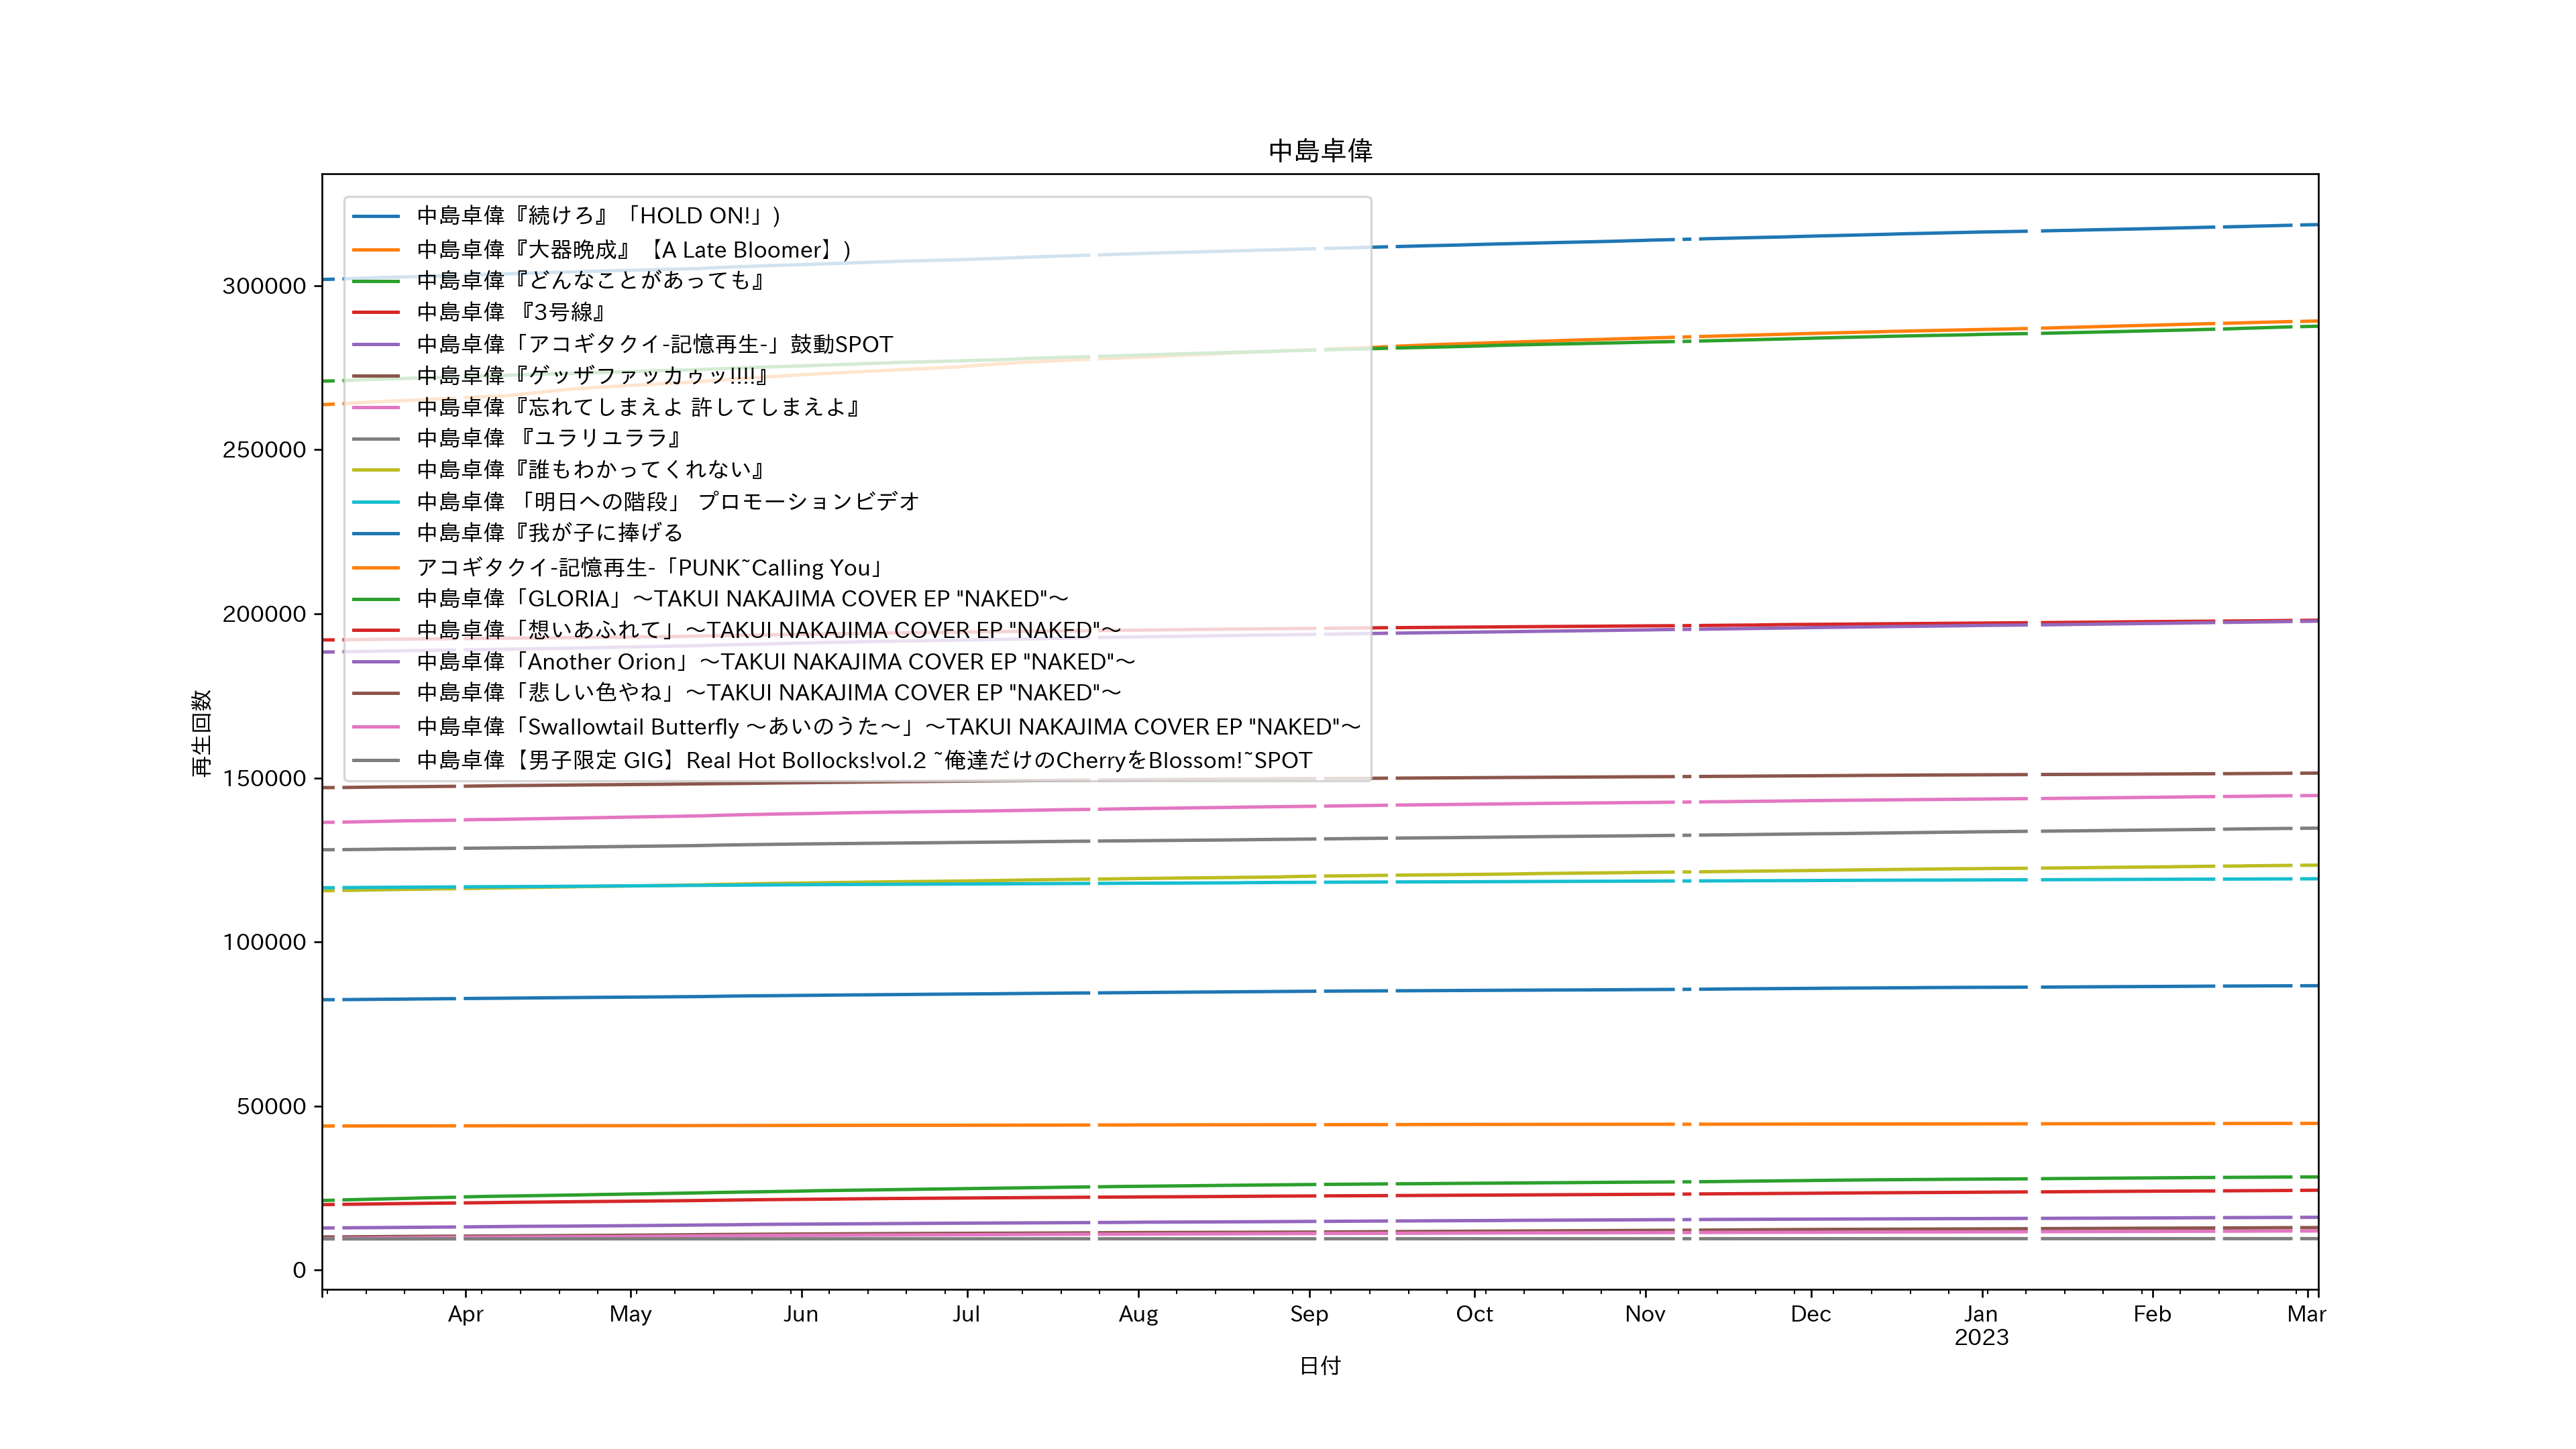 中島卓偉
中島卓偉『続けろ』「HOLD ON!」)
中島卓偉『大器晩成』【A Late Bloomer】)
中島卓偉『どんなことがあっても』
中島卓偉 『3号線』
中島卓偉「アコギタクイ-記憶再生-」鼓動SPOT
中島卓偉『ゲッザファッカゥッ!!!!』
中島卓偉『忘れてしまえよ 許してしまえよ』
中島卓偉 『ユラリユララ』
中島卓偉『誰もわかってくれない』
中島卓偉 「明日への階段」 プロモーションビデオ
中島卓偉『我が子に捧げる
アコギタクイ-記憶再生-「PUNK~Calling You」
中島卓偉「GLORIA」～TAKUI NAKAJIMA COVER EP "NAKED"～
中島卓偉「想いあふれて」～TAKUI NAKAJIMA COVER EP "NAKED"～
中島卓偉「Another Orion」～TAKUI NAKAJIMA COVER EP "NAKED"～
中島卓偉「悲しい色やね」～TAKUI NAKAJIMA COVER EP "NAKED"～
中島卓偉「Swallowtail Butterfly ～あいのうた～」～TAKUI NAKAJIMA COVER EP "NAKED"～
中島卓偉【男子限定 GIG】Real Hot Bollocks!vol.2 ~俺達だけのCherryをBlossom!~SPOT
再生回数
300000
250000
200000
150000
100000
50000
0
Apr May Jun Jul Aug Sep Oct Nov Dec Jan Feb Mar
2023
日付